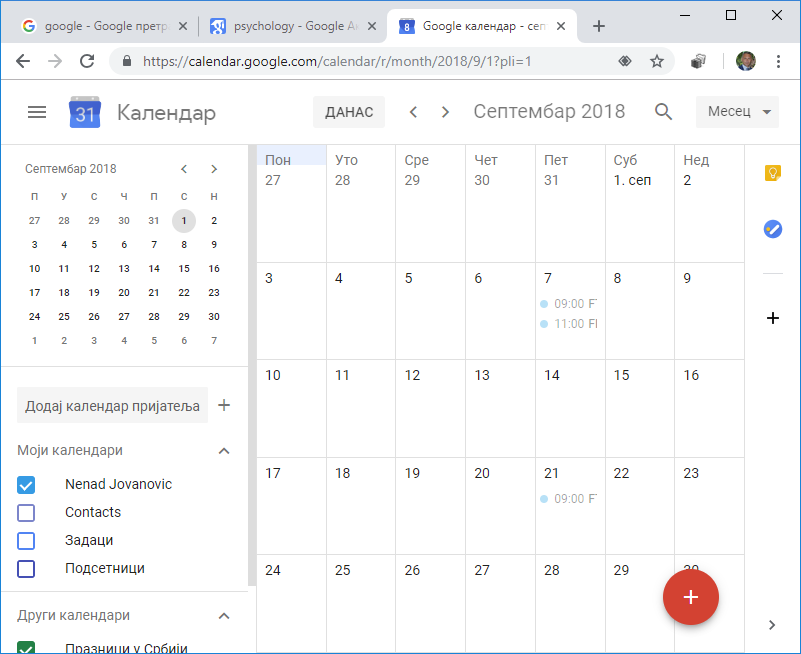 google - Google претра
psychology - Google Ак
Google календар - сеп
https://calendar.google.com/calendar/r/month/2018/9/1?pli=1
31 Календар
ДАНАС
Септембар 2018
Месец
Септембар 2018
П У С Ч П С Н
27 28 29 30 31 1 2
3 4 5 6 7 8 9
10 11 12 13 14 15 16
17 18 19 20 21 22 23
24 25 26 27 28 29 30
1 2 3 4 5 6 7
Додај календар пријатеља
Моји календари
Nenad Jovanovic
Contacts
Задаци
Подсетници
Други календари
Празници у Србији
Пон Уто Сре Чет Пет Суб Нед
27 28 29 30 31 1. сеп 2
3 4 5 6 7 8 9
09:00
11:00
10 11 12 13 14 15 16
17 18 19 20 21 22 23
09:00
24 25 26 27 28 29 30